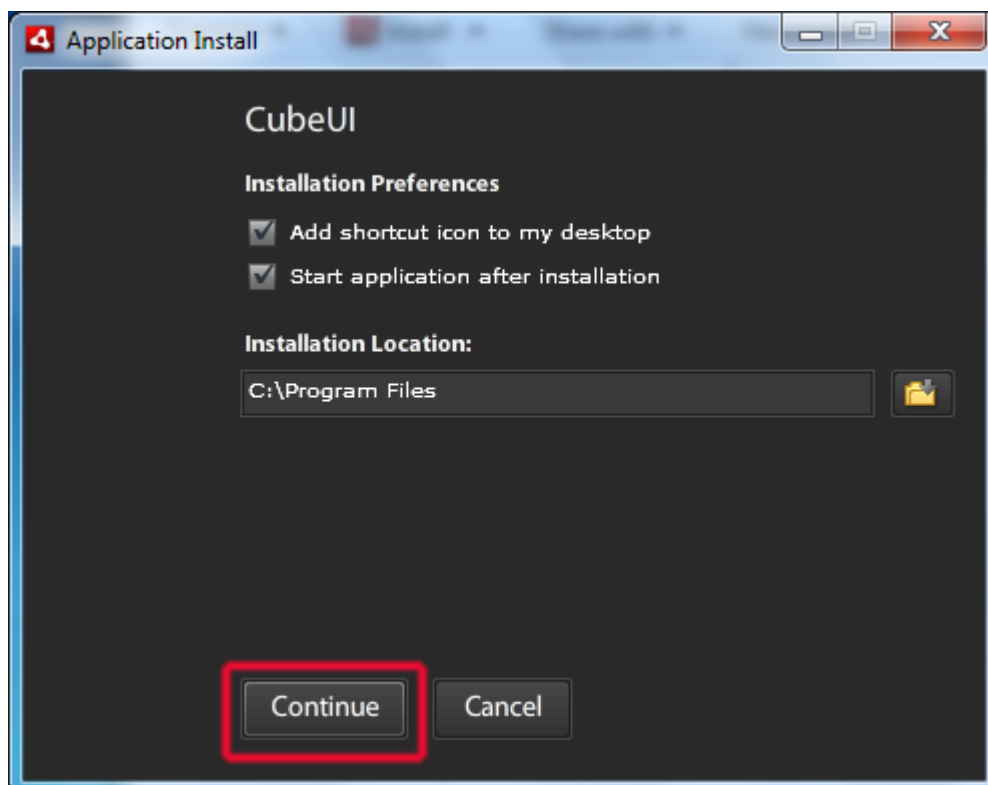 Application Install
CubeUI
Installation Preferences
Add shortcut icon to my desktop
Start application after installation
Installation Location:
C:\Program Files
Continue
Cancel